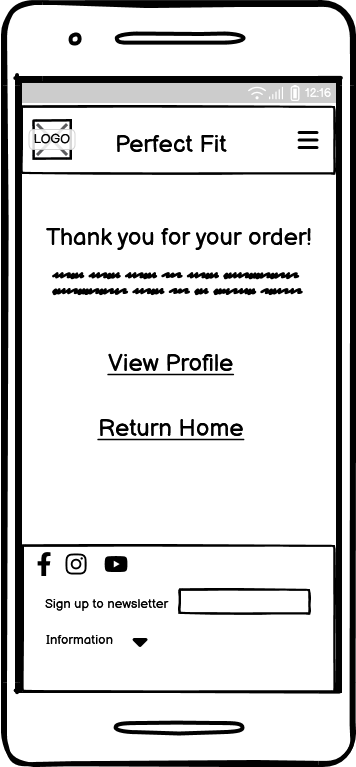 12:16
LOGO
Perfect Fit
Thank you for your order!
View Profile
Return Home
Sign up to newsletter
Information